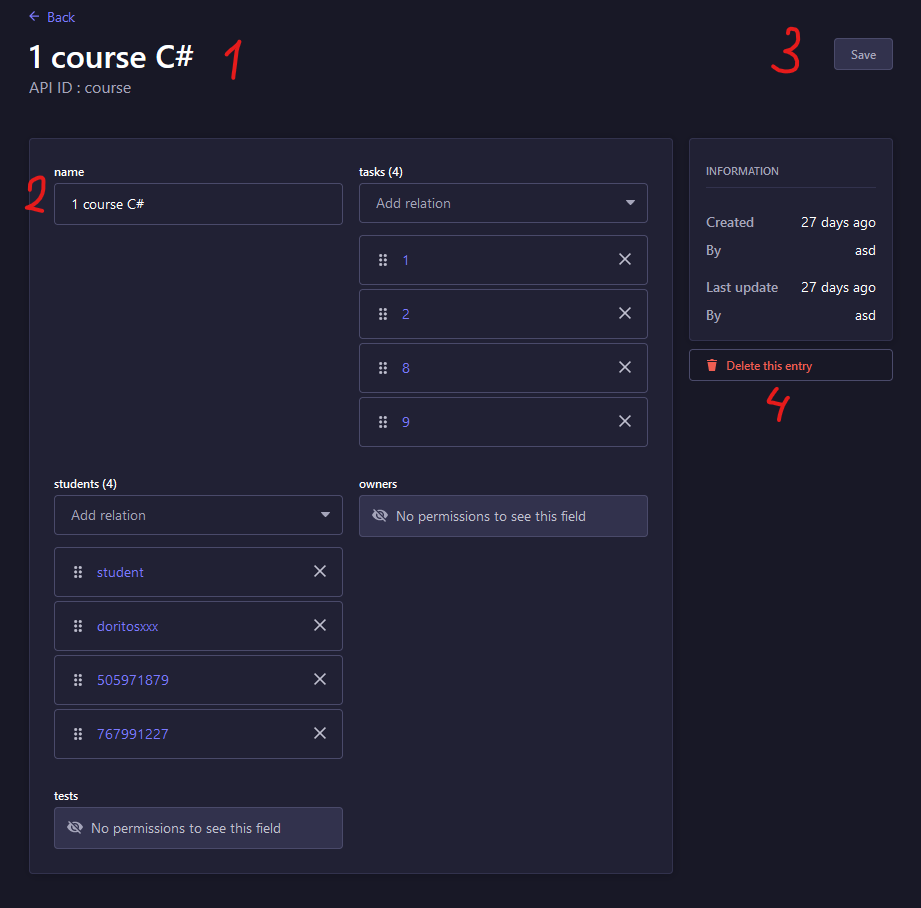 Back
1 course C#
1
3
Save
API ID : course
2
name
1 course C#
tasks (4)
Add relation
1
2
8
9
INFORMATION
Created 27 days ago
By asd
Last update 27 days ago
By asd
Delete this entry
4
students (4)
Add relation
student
doritosxxx
505971879
767991227
owners
No permissions to see this field
tests
No permissions to see this field